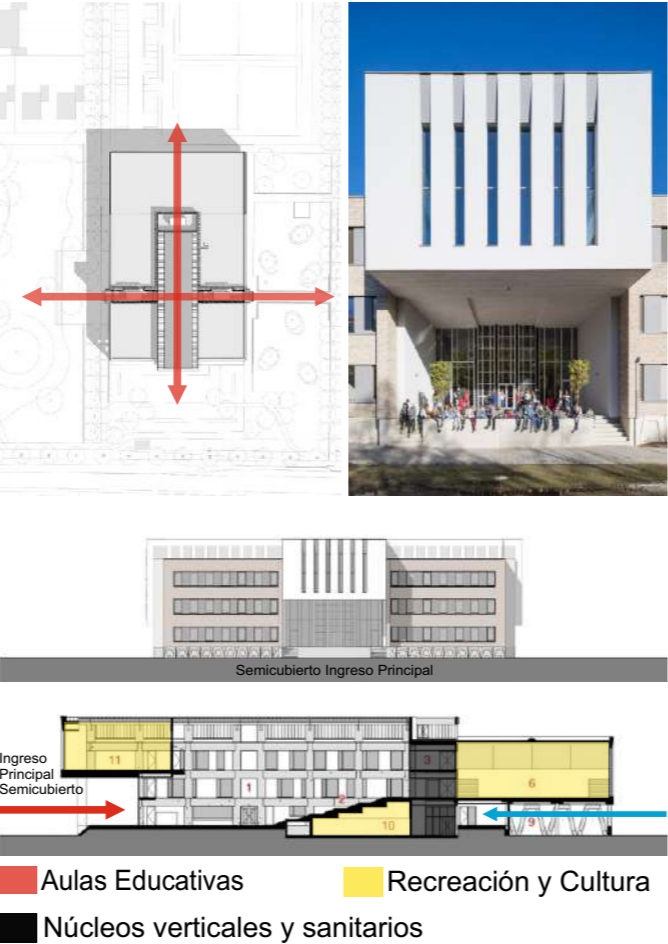 Semicubierto Ingreso Principal
Ingreso
Principal
Semicubierto
11
1
2
3
10
6
9
Aulas Educativas
Recreación y Cultura
Núcleos verticales y sanitarios